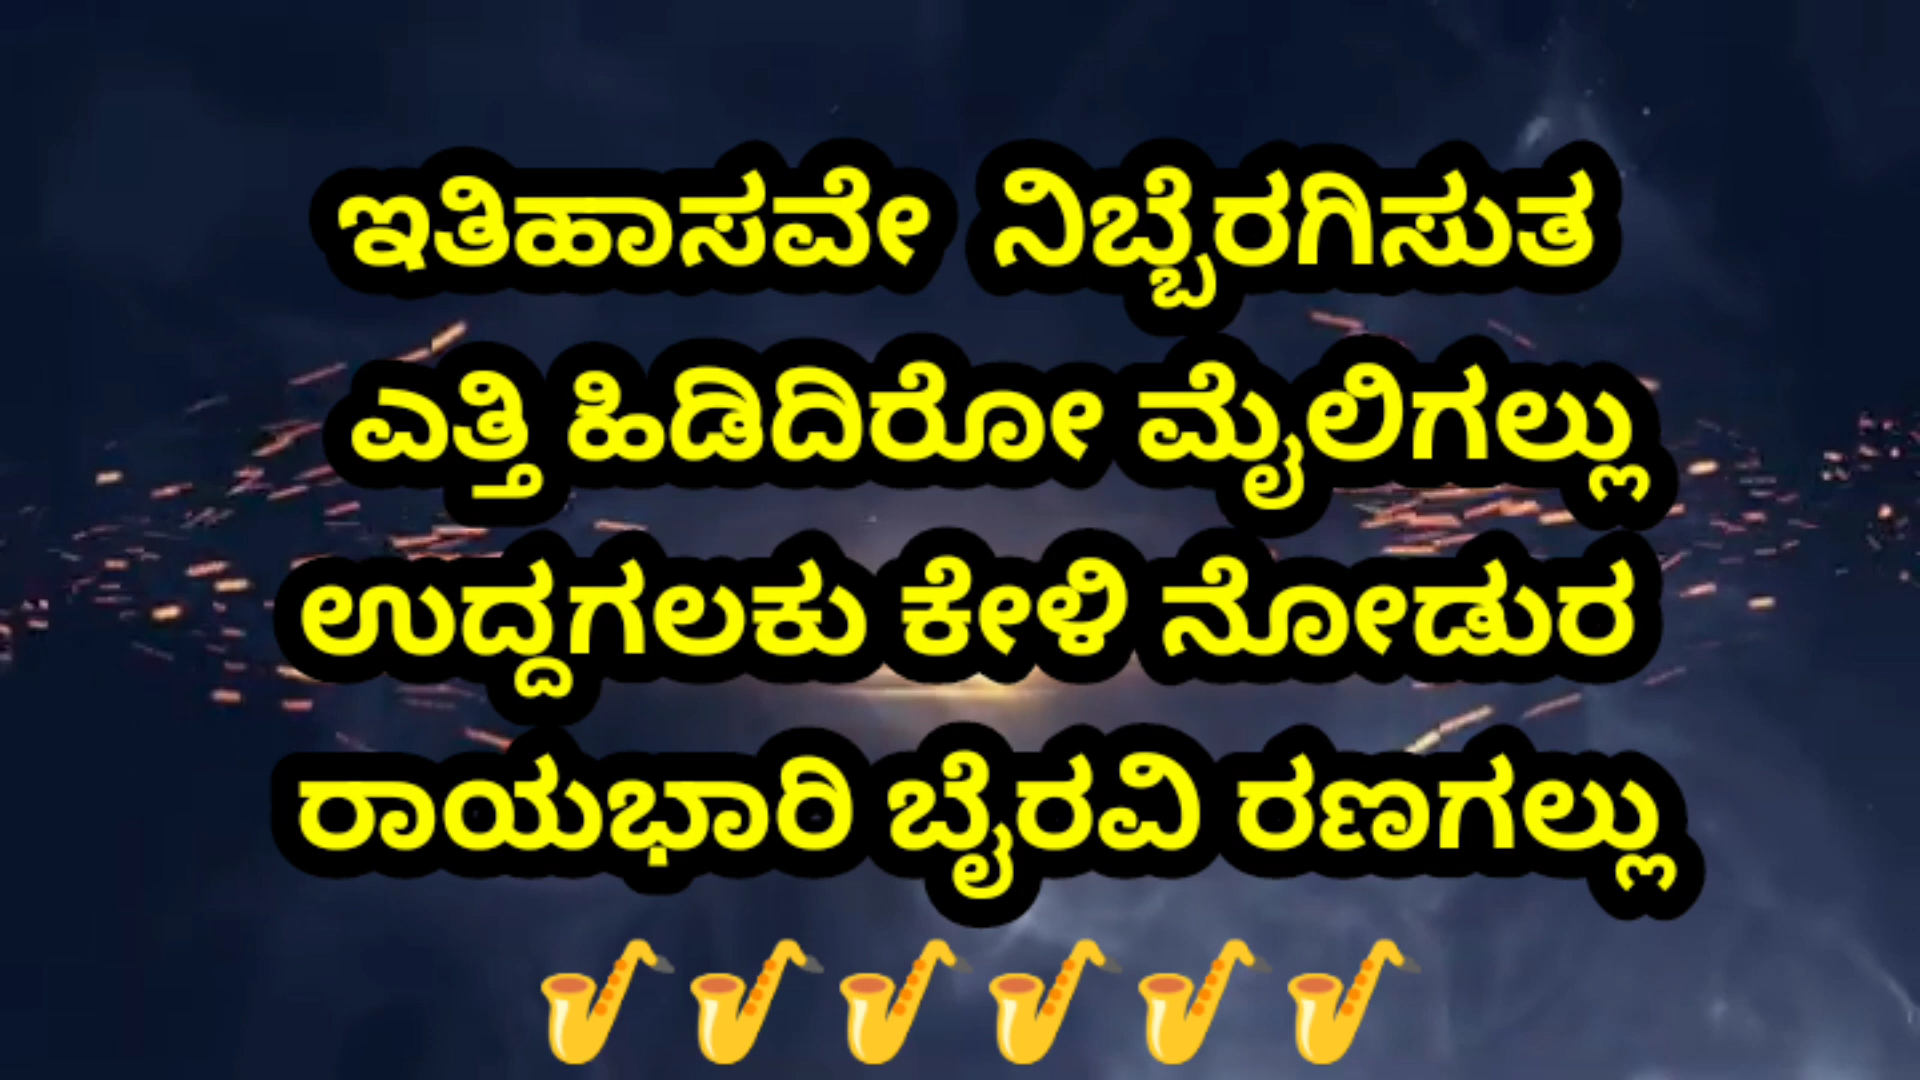 ಇತಿಹಾಸವೇ ನಿಬ್ಬೆರಗಿಸುತ
ಎತ್ತಿ ಹಿಡಿದಿರೋ ಮೈಲಿಗಲ್ಲು
ಉದ್ದಗಲಕು ಕೇಳಿ ನೋಡುರ
ರಾಯಭಾರಿ ಬೈರವಿ ರಣಗಲ್ಲು
🎷🎷🎷🎷🎷🎷